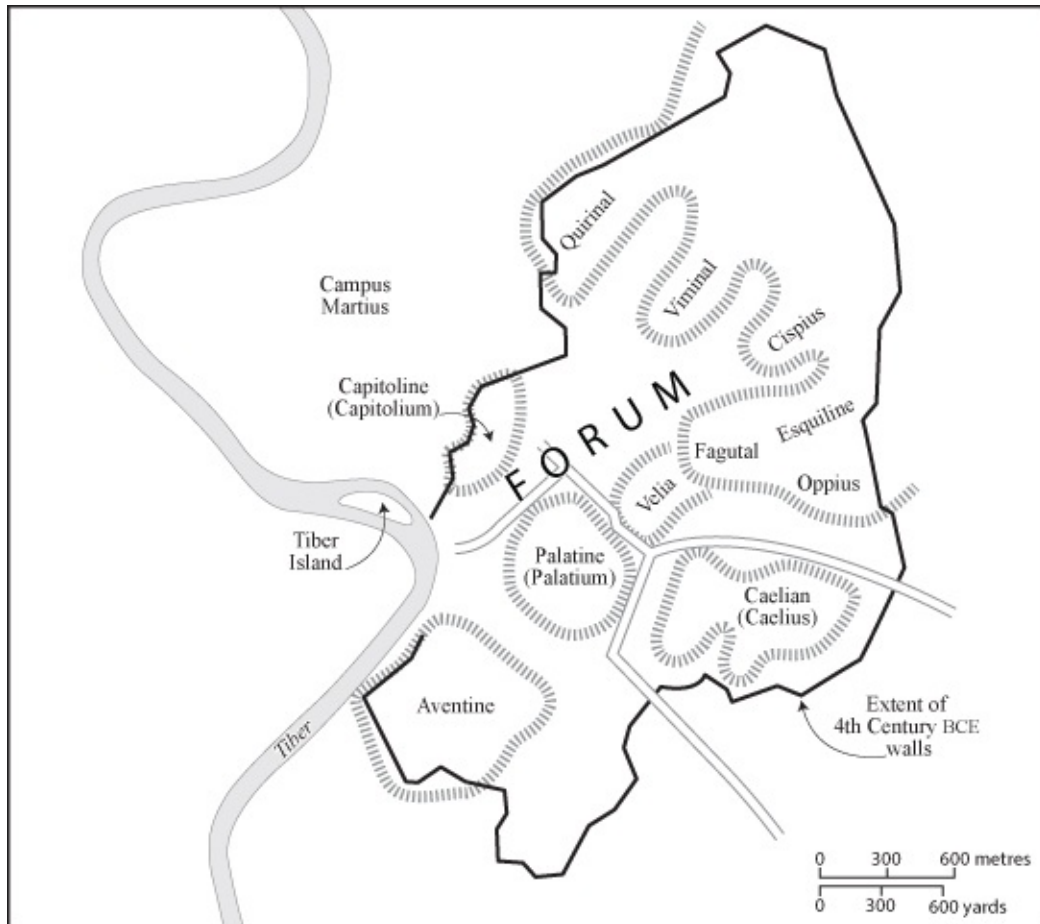 Quirinal
Viminal
Cispius
Campus
Martius
Capitoline
(Capitolium)
FORUM
Esquiline
Fagutal
Velia
Oppius
Tiber
Island
Palatine
(Palatium)
Caelian
(Caelius)
Aventine
Tiber
Extent of
4th Century BCE
walls
0 300 600 metres
0 300 600 yards